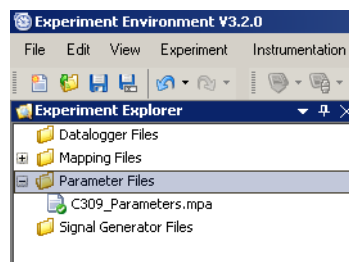 Experiment Environment V3.2.0
File Edit View Experiment Instrumentation
Experiment Explorer
Datalogger Files
Mapping Files
Parameter Files
C309_Parameters.mpa
Signal Generator Files